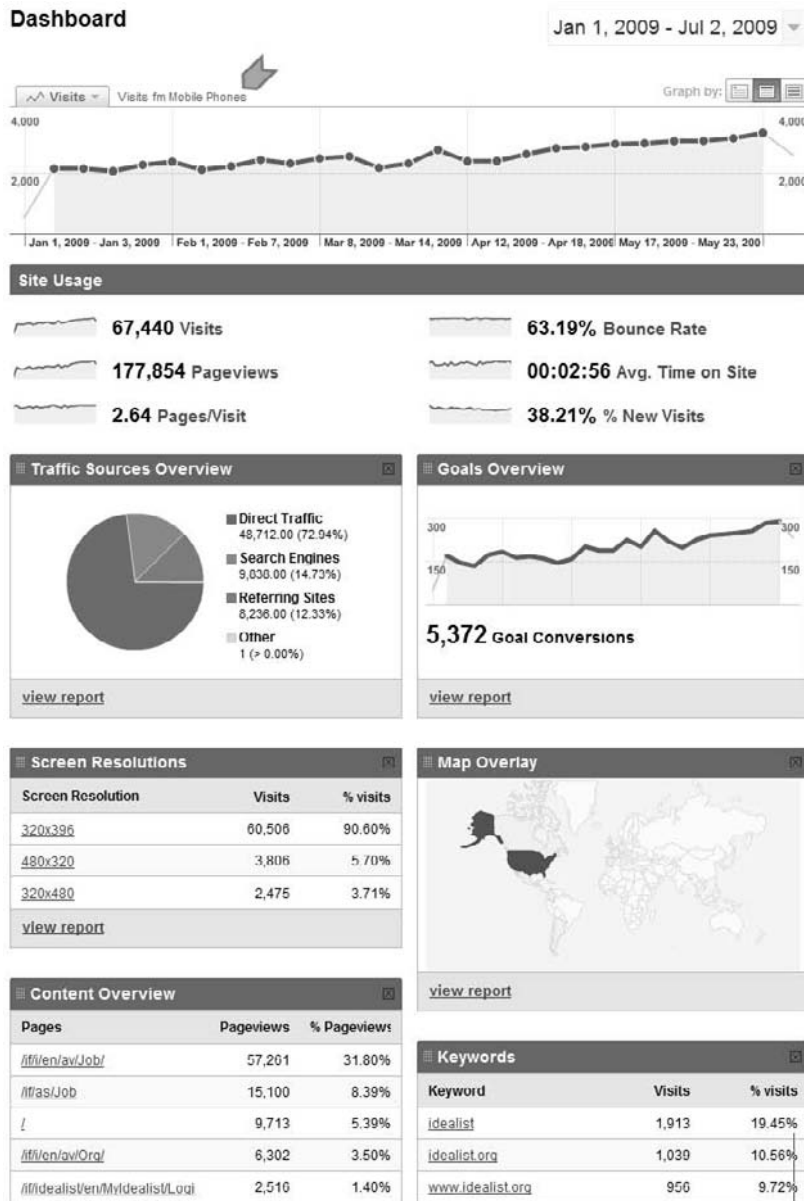 Dashboard
Jan 1, 2009 - Jul 2, 2009
Visits
Visits fm Mobile Phones
Graph by:
4,000
4,000
2,000
2,000
Jan 1, 2009 - Jan 3, 2009
Feb 1, 2009 - Feb 7, 2009
Mar 8, 2009 - Mar 14, 2009
Apr 12, 2009 - Apr 18, 2009
May 17, 2009 - May 23, 200
Site Usage
67,440 Visits
63.19% Bounce Rate
177,854 Pageviews
00:02:56 Avg. Time on Site
2.64 Pages/Visit
38.21% % New Visits
Traffic Sources Overview
Direct Traffic
48,712.00 (72.94%)
Search Engines
9,838.00 (14.73%)
Referring Sites
8,236.00 (12.33%)
Other
1 (> 0.00%)
view report
Goals Overview
300
300
150
150
5,372 Goal Conversions
view report
Screen Resolutions
Screen Resolution Visits % visits
320x396 60,506 90.60%
480x320 3,806 5.70%
320x480 2,475 3.71%
view report
Map Overlay
view report
Content Overview
Pages Pageviews % Pageviews
/if/i/en/av/Job/ 57,261 31.80%
/if/as/Job 15,100 8.39%
/ 9,713 5.39%
/if/i/en/av/Org/ 6,302 3.50%
/if/idealist/en/MyIdealist/Logi 2,516 1.40%
Keywords
Keyword Visits % visits
idealist 1,913 19.45%
idealist.org 1,039 10.56%
www.idealist.org 956 9.72%